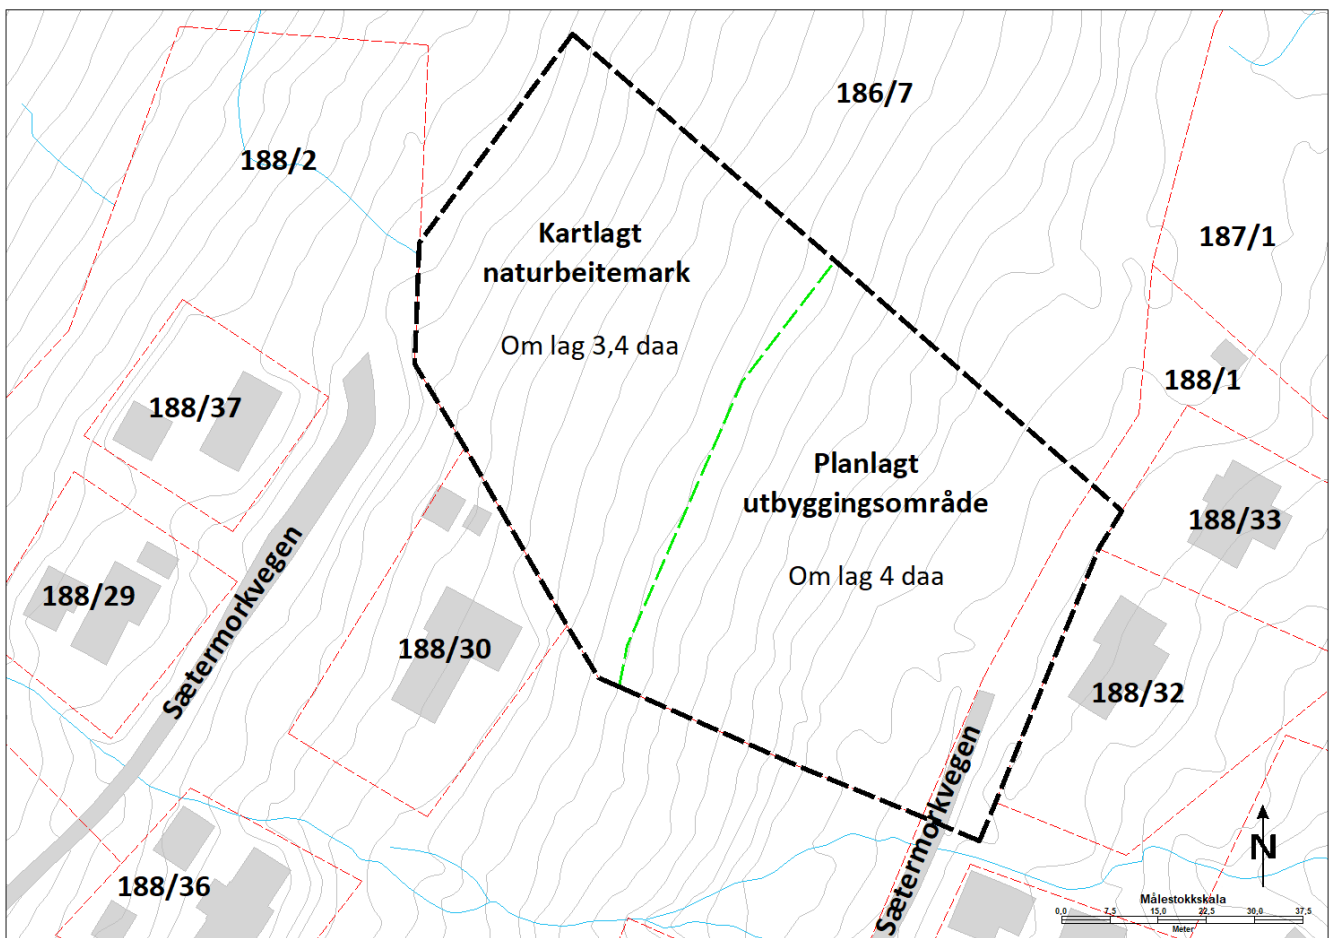 186/7
188/2
Kartlagt
naturbeitemark
Om lag 3,4 daa
187/1
188/1
188/37
Planlagt
utbyggingsområde
Om lag 4 daa
188/33
188/29
Sætermorkvegen
188/30
188/32
Sætermorkvegen
188/36
N
Målestokkskala
0,0 7,5 15,0 22,5 30,0 37,5
Meter